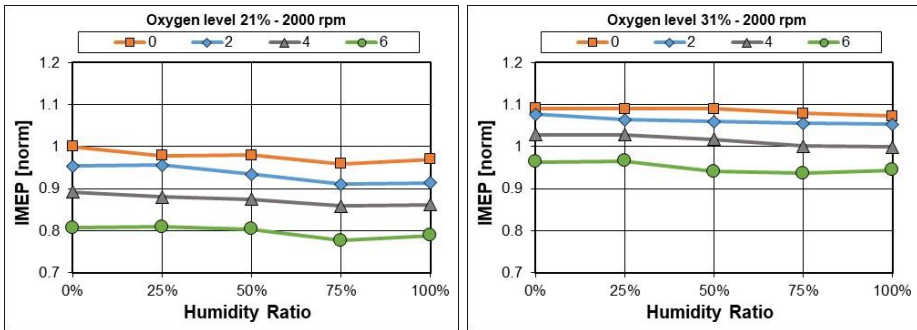 Oxygen level 21% - 2000 rpm
0 2 4 6
IMEP [norm]
1.2
1.1
1
0.9
0.8
0.7
0% 25% 50% 75% 100%
Humidity Ratio
Oxygen level 31% - 2000 rpm
0 2 4 6
IMEP [norm]
1.2
1.1
1
0.9
0.8
0.7
0% 25% 50% 75% 100%
Humidity Ratio